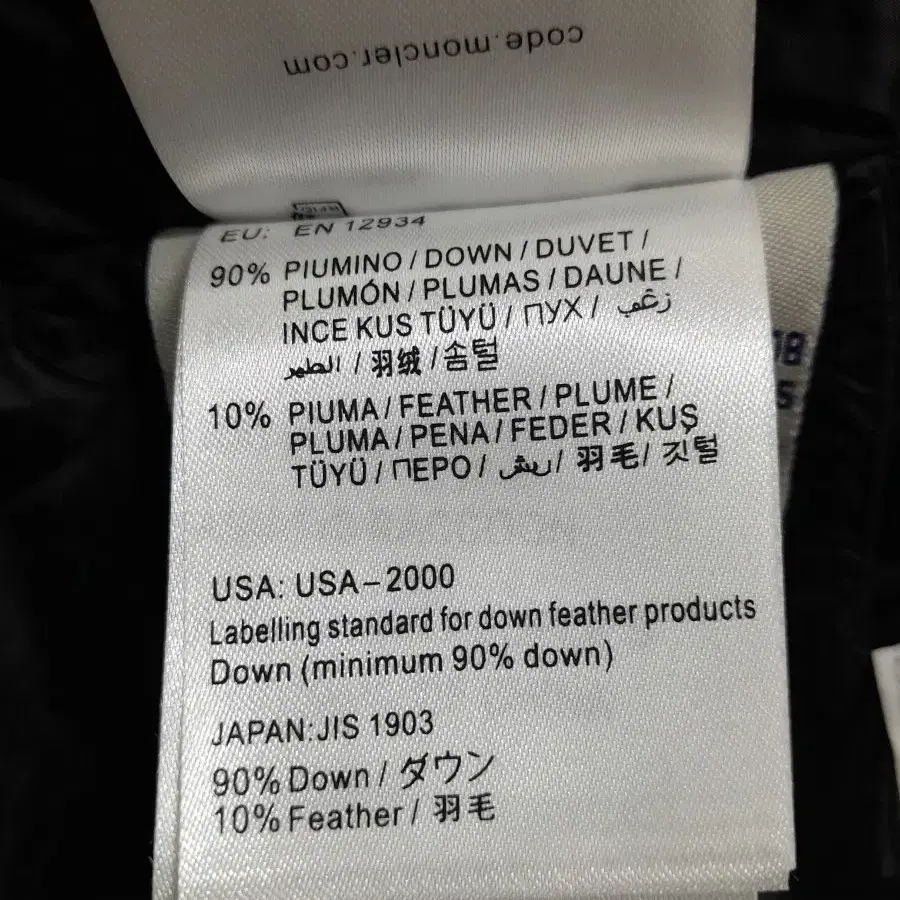 code.moncler.com
EU: EN 12934
90% PIUMINO / DOWN / DUVET /
PLUMÓN / PLUMAS / DAUNE /
INCE KUS TÜYÜ / ПУХ / زغب
الطهر / 羽绒 / 솜털
10% PIUMA / FEATHER / PLUME /
PLUMA / PENA / FEDER / KUŞ
TÜYÜ / ПЕРО / ريش / 羽毛 / 깃털
USA: USA-2000
Labelling standard for down feather products
Down (minimum 90% down)
JAPAN:JIS 1903
90% Down / ダウン
10% Feather / 羽毛